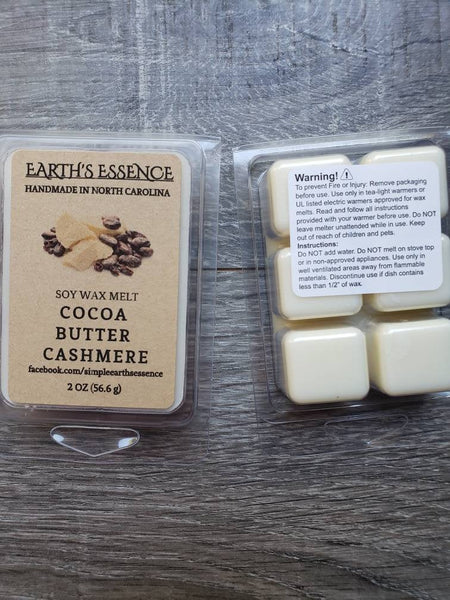 EARTH'S ESSENCE
HANDMADE IN NORTH CAROLINA
SOY WAX MELT
COCOA
BUTTER
CASHMERE
facebook.com/simpleearthsessence
2 OZ (56.6 g)
Warning!
To prevent Fire or Injury. Remove packaging
before use. Use only in tea-light warmers or
UL listed electric warmers approved for wax
melts. Read and follow all instructions
provided with your warmer before use. Do NOT
leave melter unattended while in use. Keep
out of reach of children and pets.
Instructions:
Do NOT add water. Do NOT melt on stove top
or in non-approved appliances. Use only in
well ventilated areas away from flammable
materials. Discontinue use if dish contains
less than 1/2" of wax.